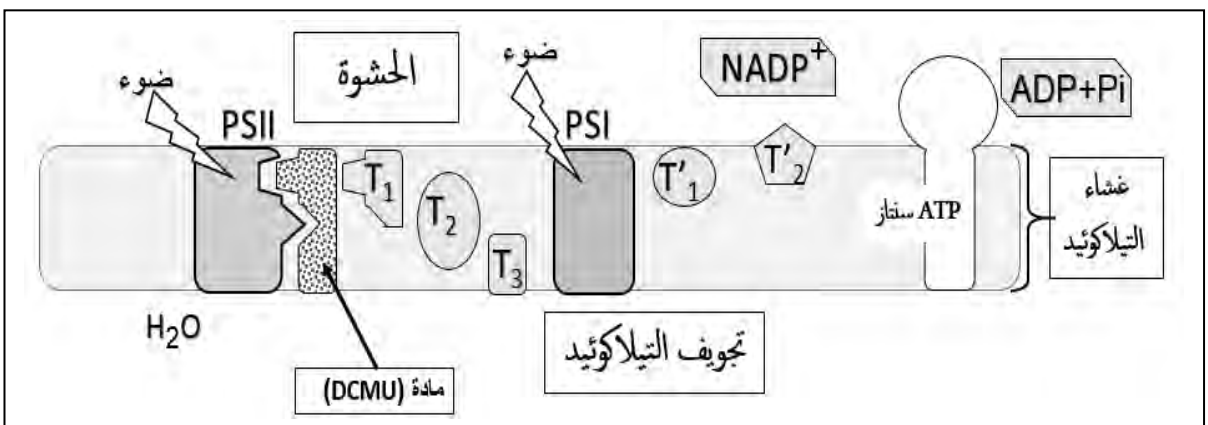 ضوء
الحشوة
ضوء
NADP⁺
ADP+Pi
PSII
PSI
T₁
T₂
T₃
T'₁
T'₂
ATP سنتاز
غشاء
التيلاكوئيد
H₂O
مادة (DCMU)
تجويف التيلاكوئيد